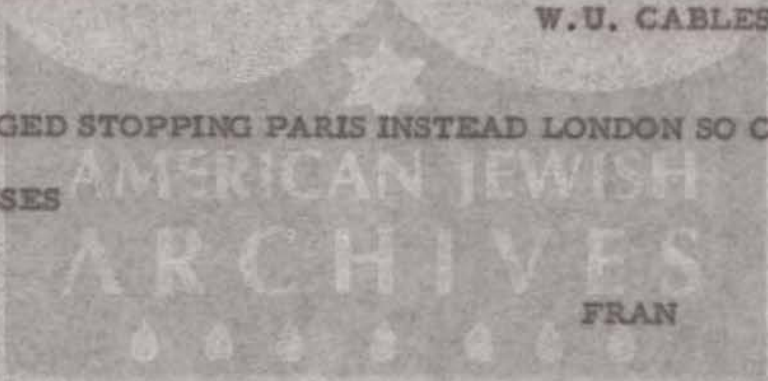 W.U. CABLES
GED STOPPING PARIS INSTEAD LONDON SO C
AMERICAN JEWISH
SES
ARCHIVES
FRAN